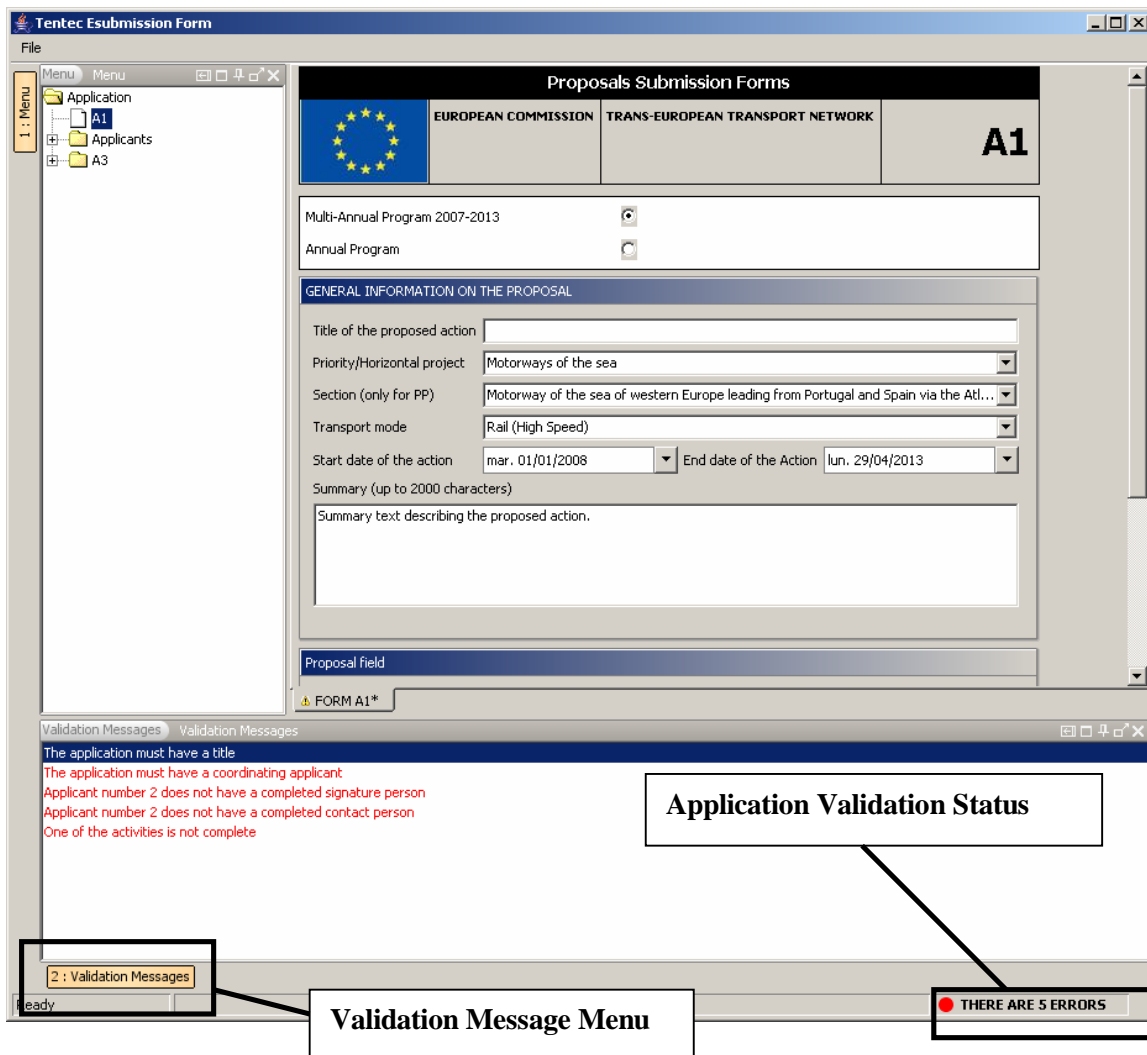 Tentec Esubmission Form
File
1 : Menu
Menu Menu
Application
A1
Applicants
A3
Proposals Submission Forms
EUROPEAN COMMISSION TRANS-EUROPEAN TRANSPORT NETWORK
A1
Multi-Annual Program 2007-2013
Annual Program
GENERAL INFORMATION ON THE PROPOSAL
Title of the proposed action
Priority/Horizontal project Motorways of the sea
Section (only for PP) Motorway of the sea of western Europe leading from Portugal and Spain via the Atl...
Transport mode Rail (High Speed)
Start date of the action mar. 01/01/2008 End date of the Action lun. 29/04/2013
Summary (up to 2000 characters)
Summary text describing the proposed action.
Proposal field
FORM A1*
Validation Messages Validation Messages
The application must have a title
The application must have a coordinating applicant
Applicant number 2 does not have a completed signature person
Applicant number 2 does not have a completed contact person
One of the activities is not complete
Application Validation Status
2 : Validation Messages
Ready
THERE ARE 5 ERRORS
Validation Message Menu